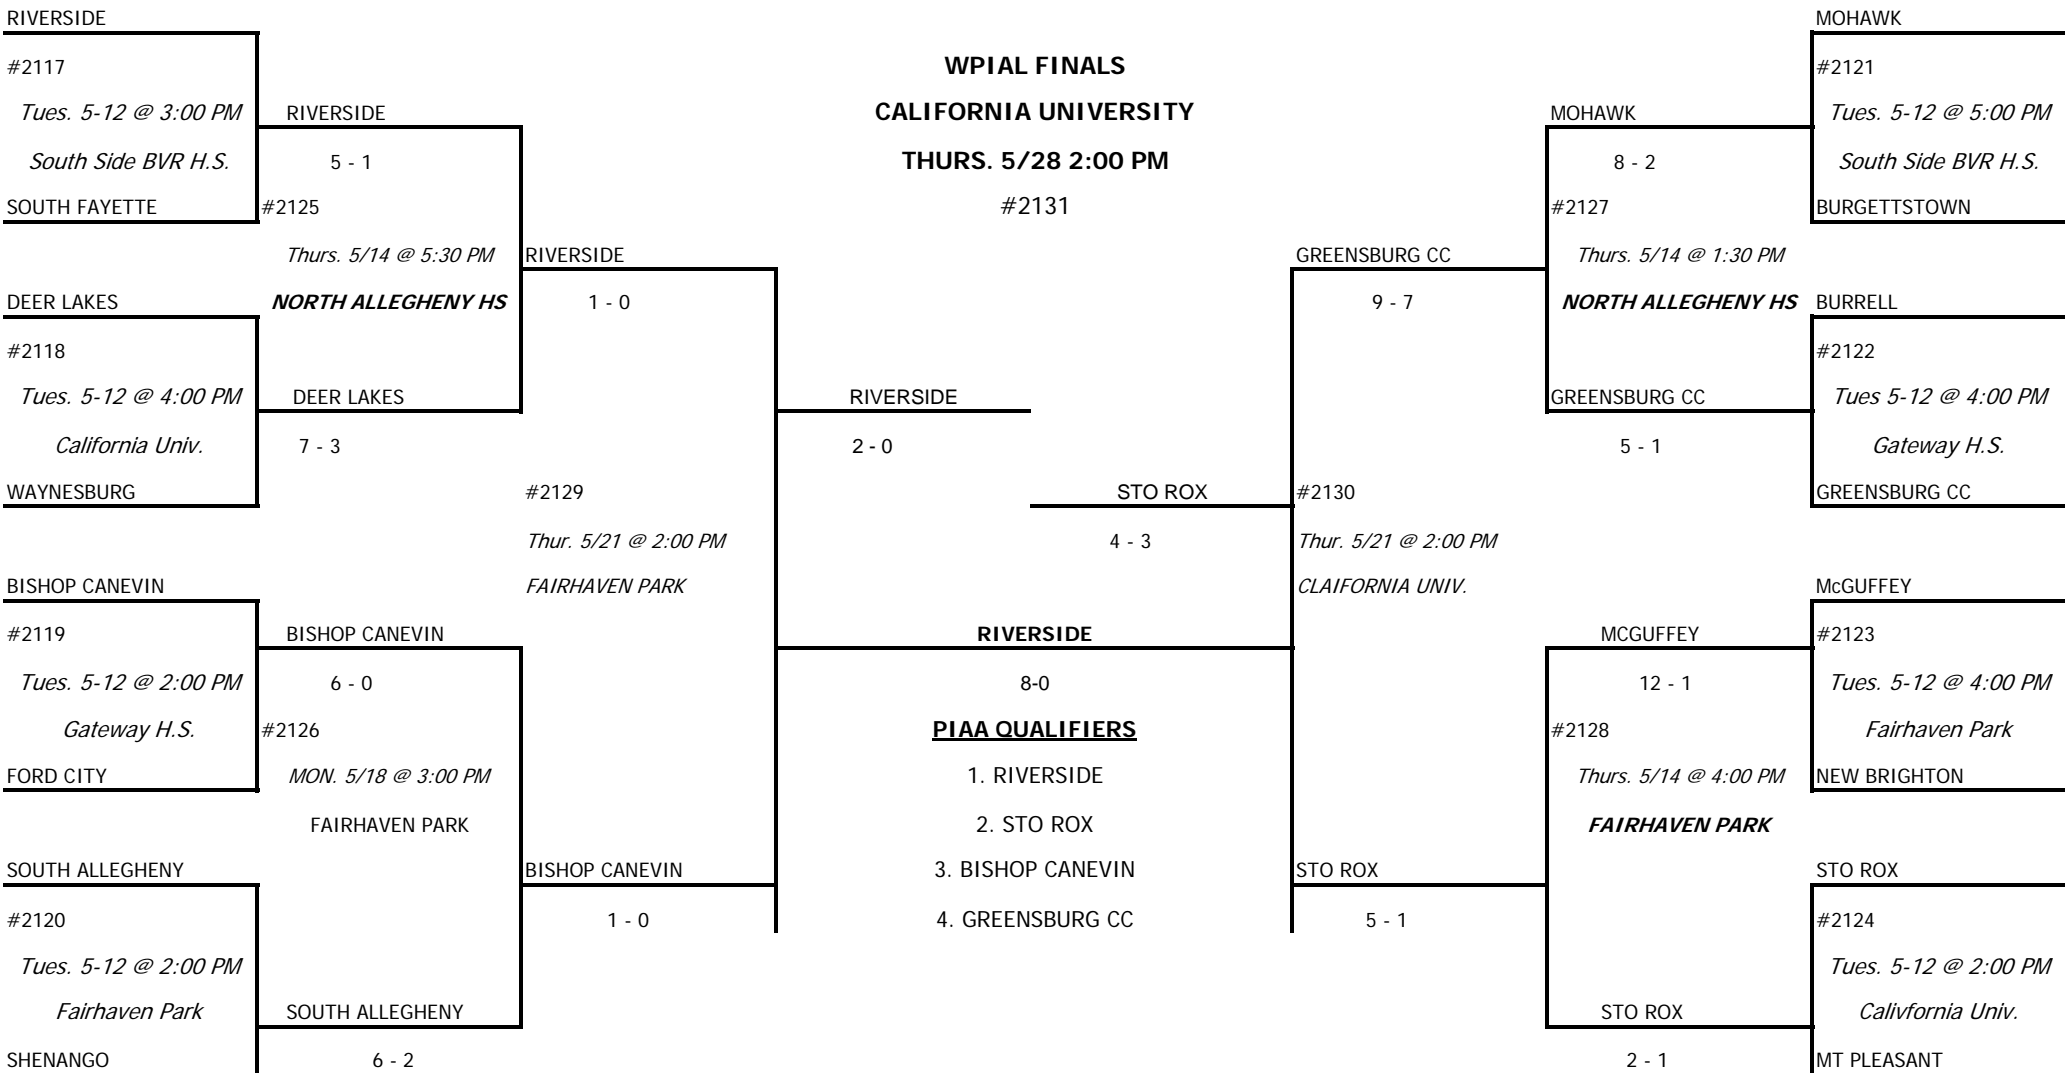 RIVERSIDE
MOHAWK
#2117
WPIAL FINALS
#2121
Tues. 5-12 @ 3:00 PM
RIVERSIDE
CALIFORNIA UNIVERSITY
MOHAWK
Tues. 5-12 @ 5:00 PM
South Side BVR H.S.
5 - 1
THURS. 5/28 2:00 PM
8 - 2
South Side BVR H.S.
SOUTH FAYETTE
#2125
#2131
#2127
BURGETTSTOWN
Thurs. 5/14 @ 5:30 PM
RIVERSIDE
GREENSBURG CC
Thurs. 5/14 @ 1:30 PM
DEER LAKES
NORTH ALLEGHENY HS
1 - 0
9 - 7
NORTH ALLEGHENY HS
BURRELL
#2118
#2122
Tues. 5-12 @ 4:00 PM
DEER LAKES
RIVERSIDE
GREENSBURG CC
Tues 5-12 @ 4:00 PM
California Univ.
7 - 3
2 - 0
5 - 1
Gateway H.S.
WAYNESBURG
#2129
STO ROX
#2130
GREENSBURG CC
Thur. 5/21 @ 2:00 PM
4 - 3
Thur. 5/21 @ 2:00 PM
BISHOP CANEVIN
FAIRHAVEN PARK
CLAIFORNIA UNIV.
McGUFFEY
#2119
BISHOP CANEVIN
RIVERSIDE
MCGUFFEY
#2123
Tues. 5-12 @ 2:00 PM
6 - 0
8-0
12 - 1
Tues. 5-12 @ 4:00 PM
Gateway H.S.
#2126
PIAA QUALIFIERS
#2128
Fairhaven Park
FORD CITY
MON. 5/18 @ 3:00 PM
1. RIVERSIDE
Thurs. 5/14 @ 4:00 PM
NEW BRIGHTON
FAIRHAVEN PARK
2. STO ROX
FAIRHAVEN PARK
SOUTH ALLEGHENY
BISHOP CANEVIN
3. BISHOP CANEVIN
STO ROX
STO ROX
#2120
1 - 0
4. GREENSBURG CC
5 - 1
#2124
Tues. 5-12 @ 2:00 PM
Tues. 5-12 @ 2:00 PM
Fairhaven Park
SOUTH ALLEGHENY
STO ROX
Calivfornia Univ.
SHENANGO
6 - 2
2 - 1
MT PLEASANT